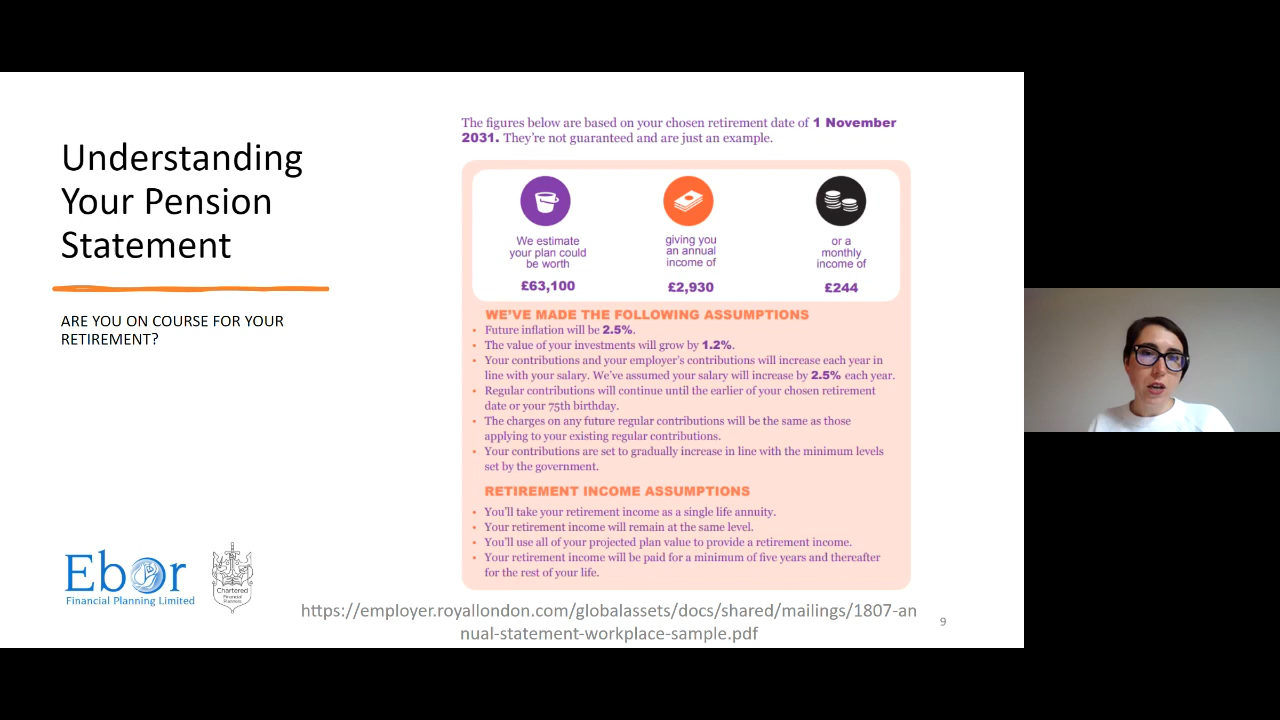 Understanding
Your Pension
Statement
ARE YOU ON COURSE FOR YOUR
RETIREMENT?
The figures below are based on your chosen retirement date of 1 November
2031. They're not guaranteed and are just an example.
We estimate
your plan could
be worth
£63,100
giving you
an annual
income of
£2,930
or a
monthly
income of
£244
WE'VE MADE THE FOLLOWING ASSUMPTIONS
• Future inflation will be 2.5%.
• The value of your investments will grow by 1.2%.
• Your contributions and your employer's contributions will increase each year in
line with your salary. We've assumed your salary will increase by 2.5% each year.
• Regular contributions will continue until the earlier of your chosen retirement
date or your 75th birthday.
• The charges on any future regular contributions will be the same as those
applying to your existing regular contributions.
• Your contributions are set to gradually increase in line with the minimum levels
set by the government.
RETIREMENT INCOME ASSUMPTIONS
• You'll take your retirement income as a single life annuity.
• Your retirement income will remain at the same level.
• You'll use all of your projected plan value to provide a retirement income.
• Your retirement income will be paid for a minimum of five years and thereafter
for the rest of your life.
Ebor
Financial Planning Limited
Chartered
Financial
Planners
https://employer.royallondon.com/globalassets/docs/shared/mailings/1807-an
nual-statement-workplace-sample.pdf
9